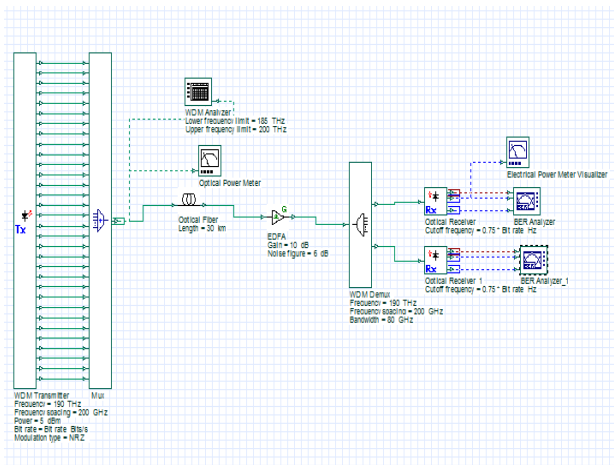 WDM Analyzer
Lower frequency limit = 185 THz
Upper frequency limit = 200 THz
Optical Power Meter
Electrical Power Meter Visualizer
Tx
Optical Fiber
Length = 30 km
G
EDFA
Gain = 10 dB
Noise figure = 6 dB
Rx
Optical Receiver
Cutoff frequency = 0.75 * Bit rate Hz
BER Analyzer
Rx
Optical Receiver 1
Cutoff frequency = 0.75 * Bit rate Hz
BER Analyzer_1
WDM Demux
Frequency = 190 THz
Frequency spacing = 200 GHz
Bandwidth = 80 GHz
WDM Transmitter
Frequency = 190 THz
Frequency spacing = 200 GHz
Power = 5 dBm
Bit rate = Bit rate Bits/s
Modulation type = NRZ
Mux